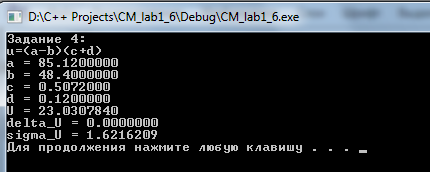 D:\C++ Projects\CM_lab1_6\Debug\CM_lab1_6.exe
Задание 4:
u=(a-b)(c+d)
a = 85.1200000
b = 48.4000000
c = 0.5072000
d = 0.1200000
U = 23.0307840
delta_U = 0.0000000
sigma_U = 1.6216209
Для продолжения нажмите любую клавишу . . .